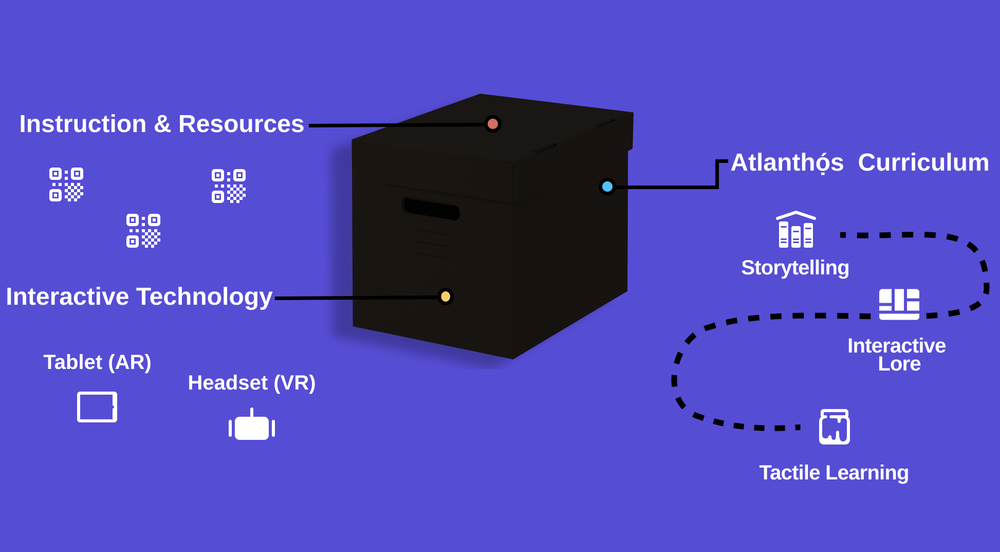 Instruction & Resources
Atlanthọ́s Curriculum
Storytelling
Interactive Technology
Interactive
Lore
Tablet (AR)
Headset (VR)
Tactile Learning